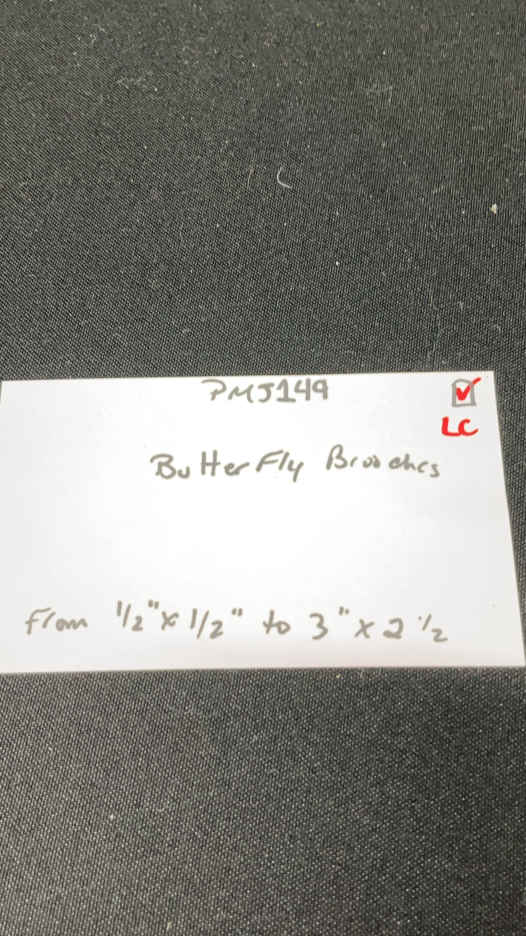 PMJ149
LC
ButterFly Brooches
From 1/2" x 1/2" to 3" x 2 1/2